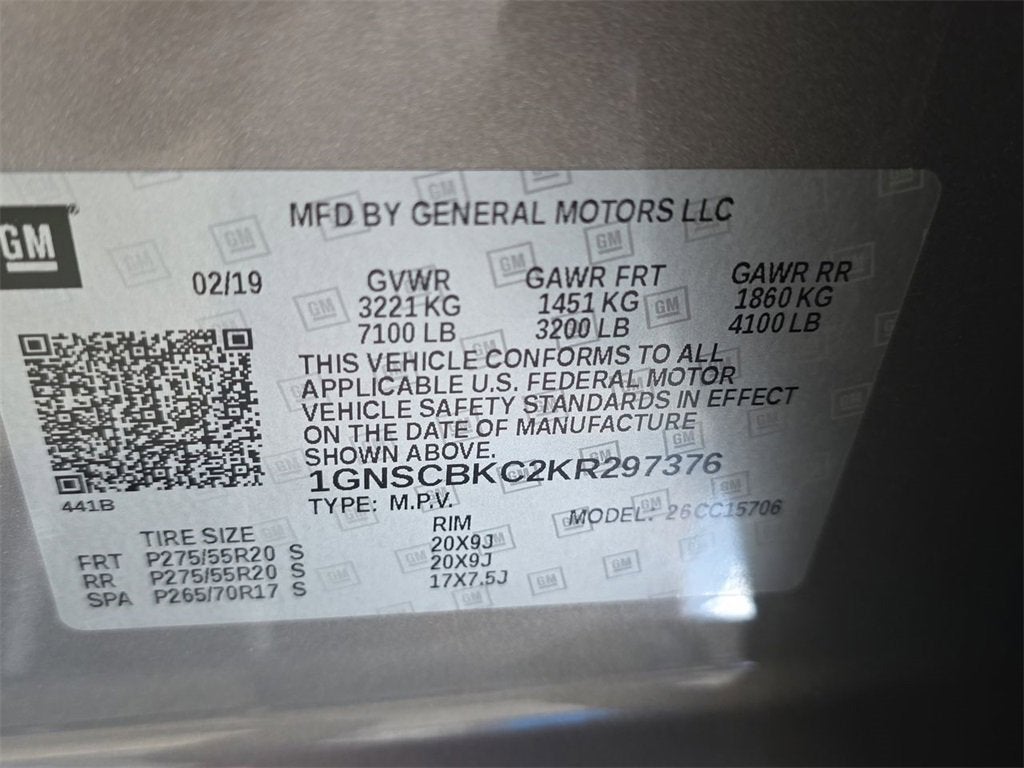 GM
MFD BY GENERAL MOTORS LLC
02/19 GVWR GAWR FRT GAWR RR
3221 KG 1451 KG 1860 KG
7100 LB 3200 LB 4100 LB
THIS VEHICLE CONFORMS TO ALL
APPLICABLE U.S. FEDERAL MOTOR
VEHICLE SAFETY STANDARDS IN EFFECT
ON THE DATE OF MANUFACTURE
SHOWN ABOVE.
1GNSCBKC2KR297376
441B
TYPE: M.P.V. MODEL: 26CC15706
TIRE SIZE RIM
FRT P275/55R20 S 20X9J
RR P275/55R20 S 20X9J
SPA P265/70R17 S 17X7.5J